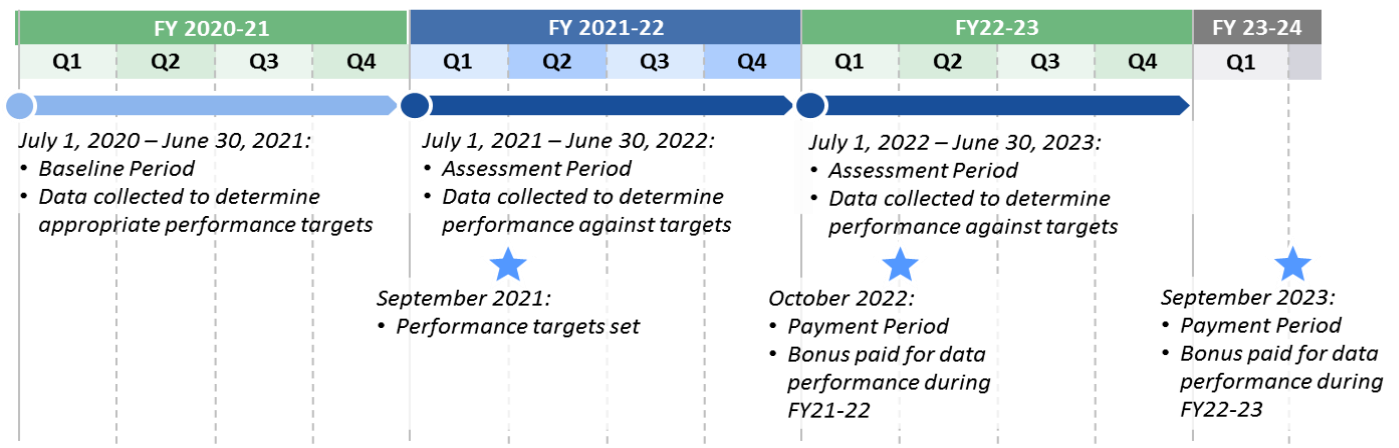 FY 2020-21 FY 2021-22 FY22-23 FY 23-24
Q1 Q2 Q3 Q4 Q1 Q2 Q3 Q4 Q1 Q2 Q3 Q4 Q1
July 1, 2020 – June 30, 2021:
• Baseline Period
• Data collected to determine
appropriate performance targets
July 1, 2021 – June 30, 2022:
• Assessment Period
• Data collected to determine
performance against targets
July 1, 2022 – June 30, 2023:
• Assessment Period
• Data collected to determine
performance against targets
September 2021:
• Performance targets set
October 2022:
• Payment Period
• Bonus paid for data
performance during
FY21-22
September 2023:
• Payment Period
• Bonus paid for data
performance during
FY22-23